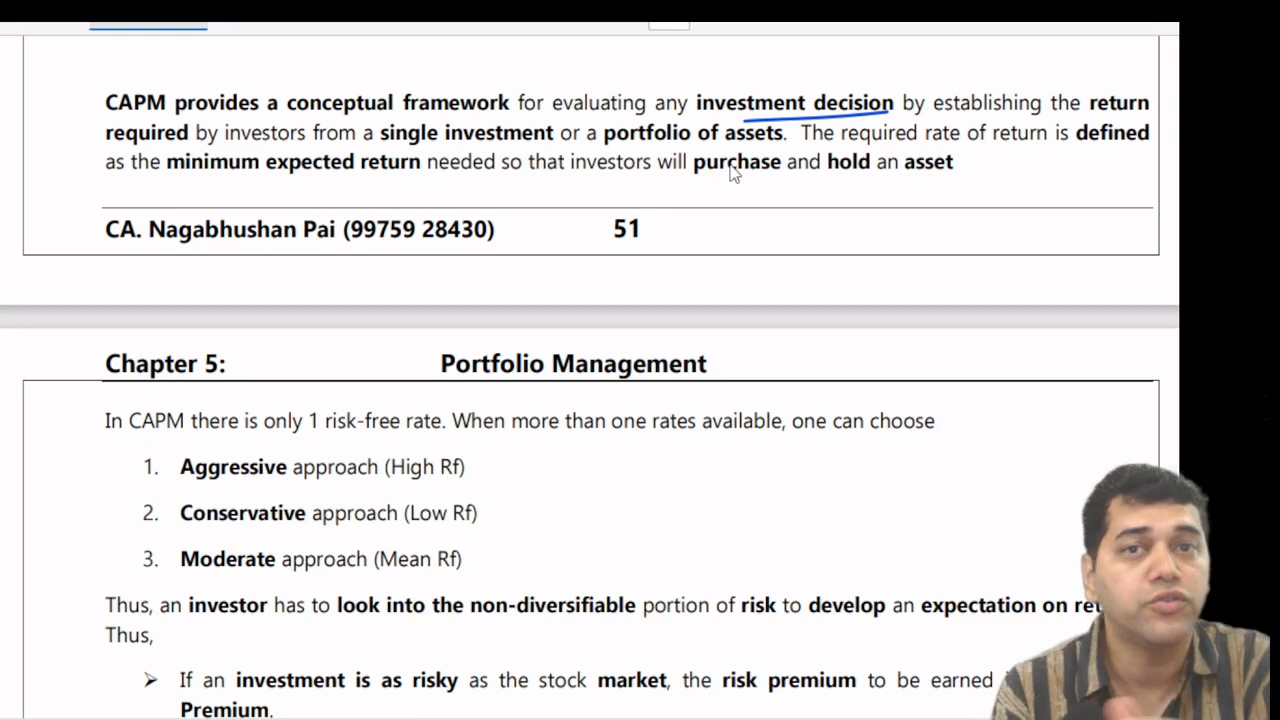 CAPM provides a conceptual framework for evaluating any investment decision by establishing the return
required by investors from a single investment or a portfolio of assets. The required rate of return is defined
as the minimum expected return needed so that investors will purchase and hold an asset
CA. Nagabhushan Pai (99759 28430) 51
Chapter 5: Portfolio Management
In CAPM there is only 1 risk-free rate. When more than one rates available, one can choose
1. Aggressive approach (High Rf)
2. Conservative approach (Low Rf)
3. Moderate approach (Mean Rf)
Thus, an investor has to look into the non-diversifiable portion of risk to develop an expectation on
Thus,
➢ If an investment is as risky as the stock market, the risk premium to be earned
Premium.